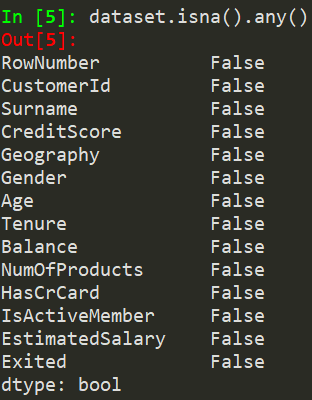 In [5]: dataset.isna().any()
Out[5]:
RowNumber          False
CustomerId         False
Surname            False
CreditScore        False
Geography          False
Gender             False
Age                False
Tenure             False
Balance            False
NumOfProducts      False
HasCrCard          False
IsActiveMember     False
EstimatedSalary    False
Exited             False
dtype: bool